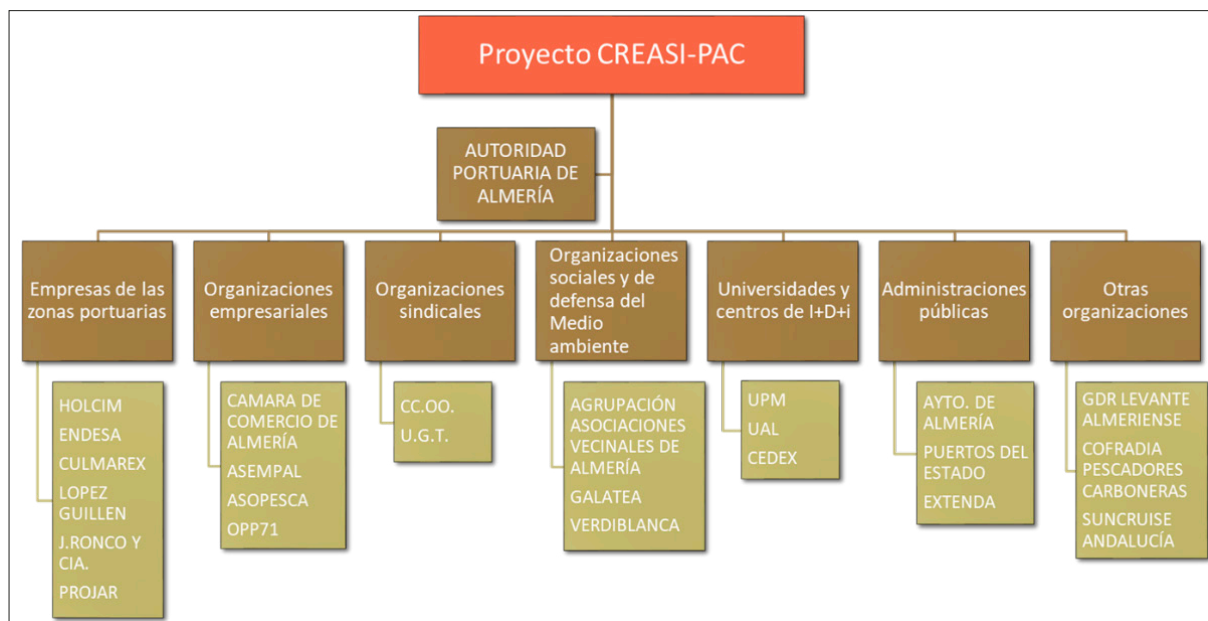 Proyecto CREASI-PAC
AUTORIDAD
PORTUARIA DE
ALMERÍA
Empresas de las
zonas portuarias
Organizaciones
empresariales
Organizaciones
sindicales
Organizaciones
sociales y de
defensa del
Medio
ambiente
Universidades y
centros de I+D+i
Administraciones
públicas
Otras
organizaciones
HOLCIM
ENDESA
CULMAREX
LOPEZ
GUILLEN
J.RONCO Y
CIA.
PROJAR
CAMARA DE
COMERCIO DE
ALMERÍA
ASEMPAL
ASOPESCA
OPP71
CC.OO.
U.G.T.
AGRUPACIÓN
ASOCIACIONES
VECINALES DE
ALMERÍA
GALATEA
VERDIBLANCA
UPM
UAL
CEDEX
AYTO. DE
ALMERÍA
PUERTOS DEL
ESTADO
EXTENDA
GDR LEVANTE
ALMERIENSE
COFRADIA
PESCADORES
CARBONERAS
SUNCRUISE
ANDALUCÍA